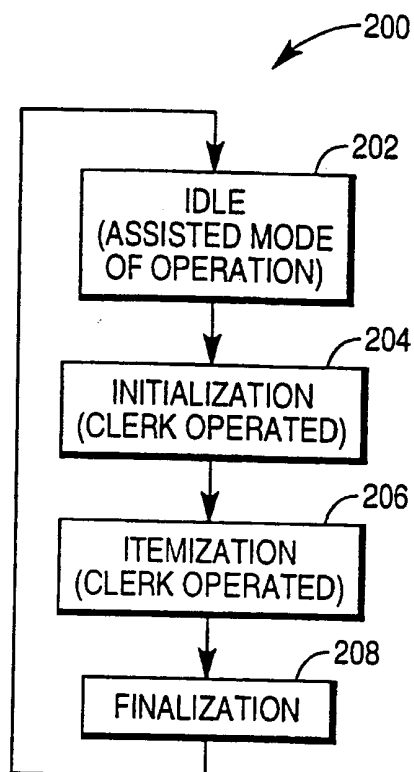 200
202
IDLE
(ASSISTED MODE
OF OPERATION)
204
INITIALIZATION
(CLERK OPERATED)
206
ITEMIZATION
(CLERK OPERATED)
208
FINALIZATION